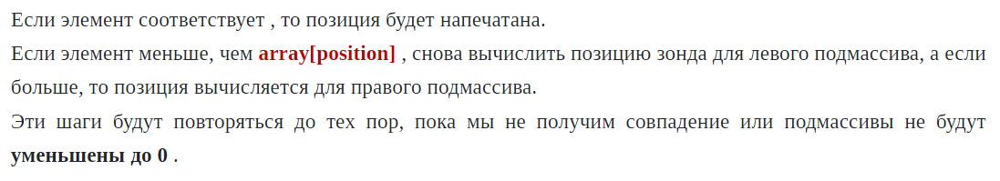 Если элемент соответствует , то позиция будет напечатана.
Если элемент меньше, чем array[position] , снова вычислить позицию зонда для левого подмассива, а если
больше, то позиция вычисляется для правого подмассива.
Эти шаги будут повторяться до тех пор, пока мы не получим совпадение или подмассивы не будут
уменьшены до 0 .